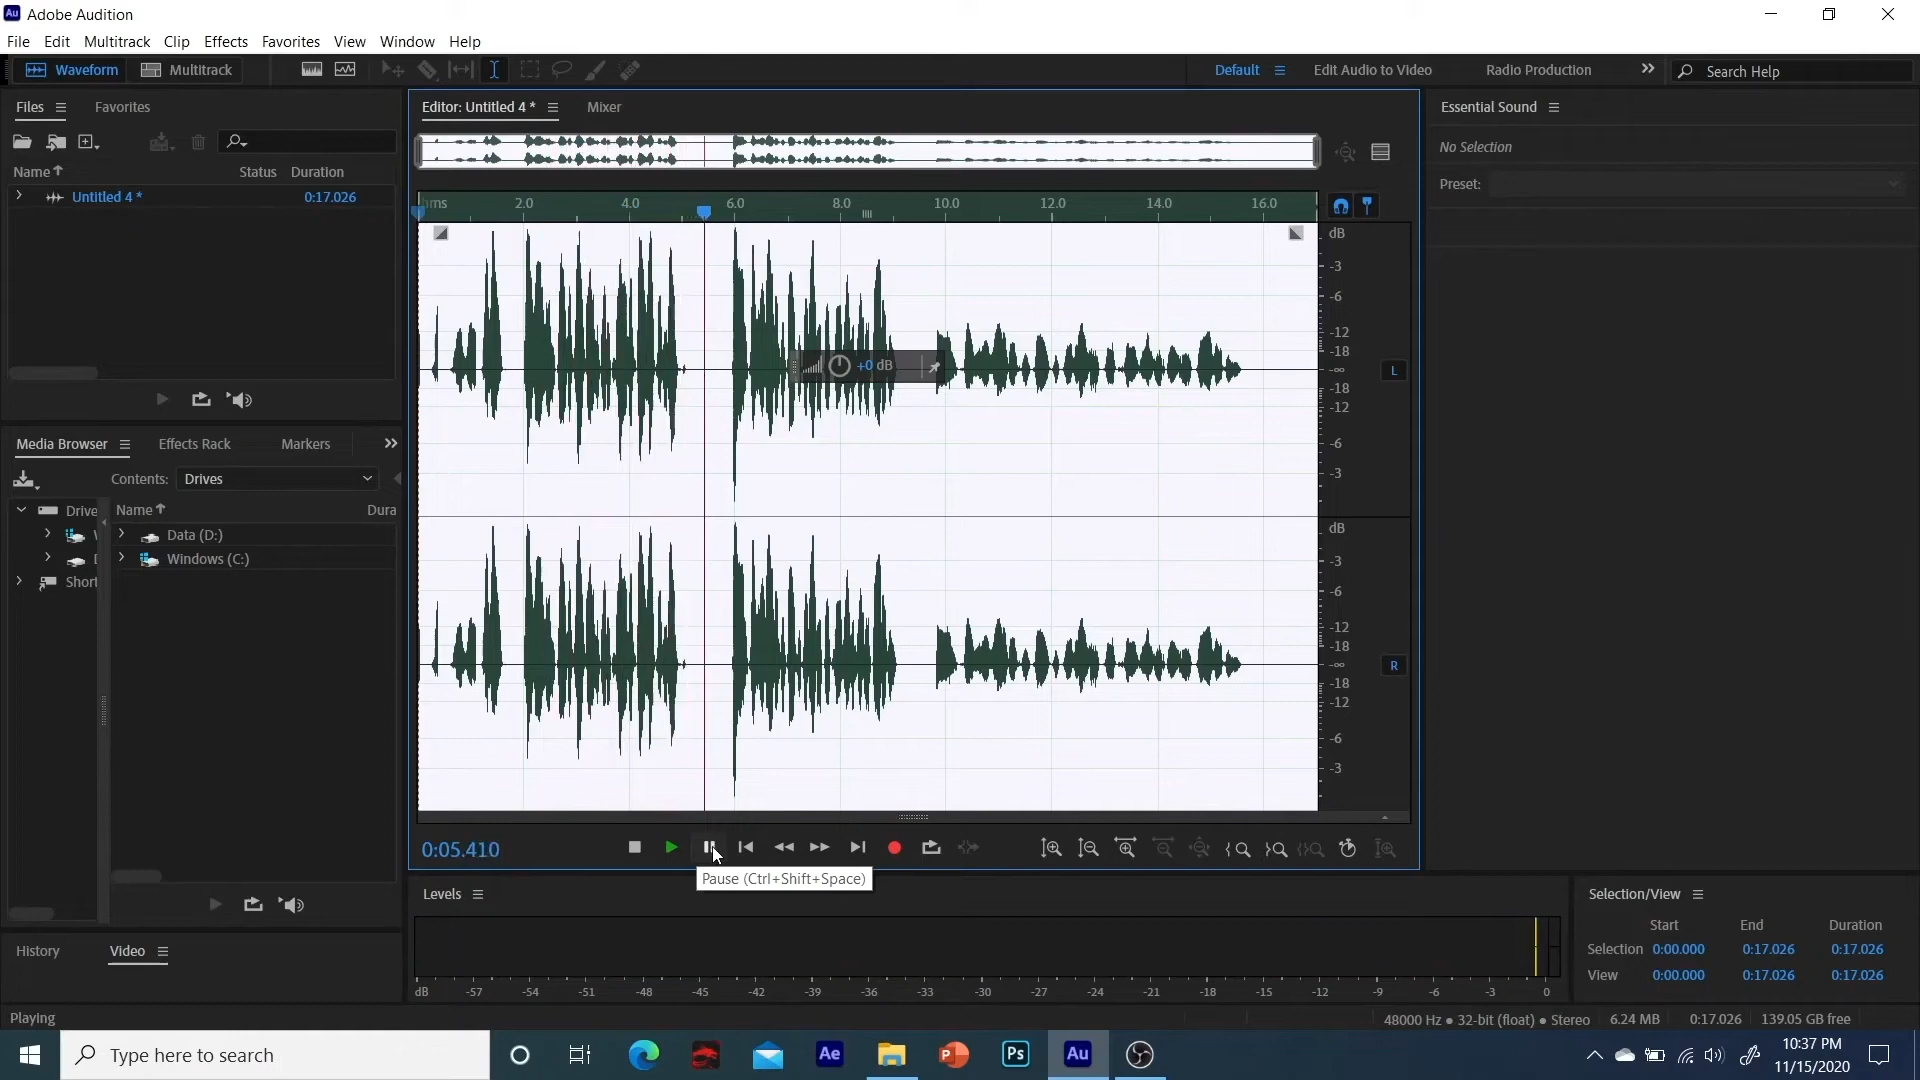 Au Adobe Audition
File Edit Multitrack Clip Effects Favorites View Window Help
Waveform Multitrack Default Edit Audio to Video Radio Production Search Help
Files Favorites
Name Status Duration
Untitled 4 * 0:17.026
Media Browser Effects Rack Markers
Contents: Drives
Drive Name Dura
Data (D:)
Windows (C:)
Short
History Video
Editor: Untitled 4 * Mixer
hms 2.0 4.0 6.0 8.0 10.0 12.0 14.0 16.0
dB
-3
-6
-12
-18
-∞
-18
-12
-6
-3
L
+0 dB
dB
-3
-6
-12
-18
-∞
-18
-12
-6
-3
R
0:05.410
Pause (Ctrl+Shift+Space)
Essential Sound
No Selection
Preset:
Levels
dB -57 -54 -51 -48 -45 -42 -39 -36 -33 -30 -27 -24 -21 -18 -15 -12 -9 -6 -3 0
Selection/View
Start End Duration
Selection 0:00.000 0:17.026 0:17.026
View 0:00.000 0:17.026 0:17.026
Playing
48000 Hz ● 32-bit (float) ● Stereo 6.24 MB 0:17.026 139.05 GB free
Type here to search
Ae P Ps Au
10:37 PM
11/15/2020